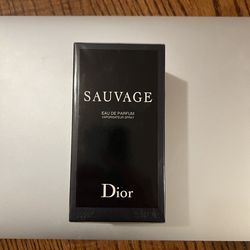 SAUVAGE
EAU DE PARFUM
VAPORISATEUR SPRAY
Dior